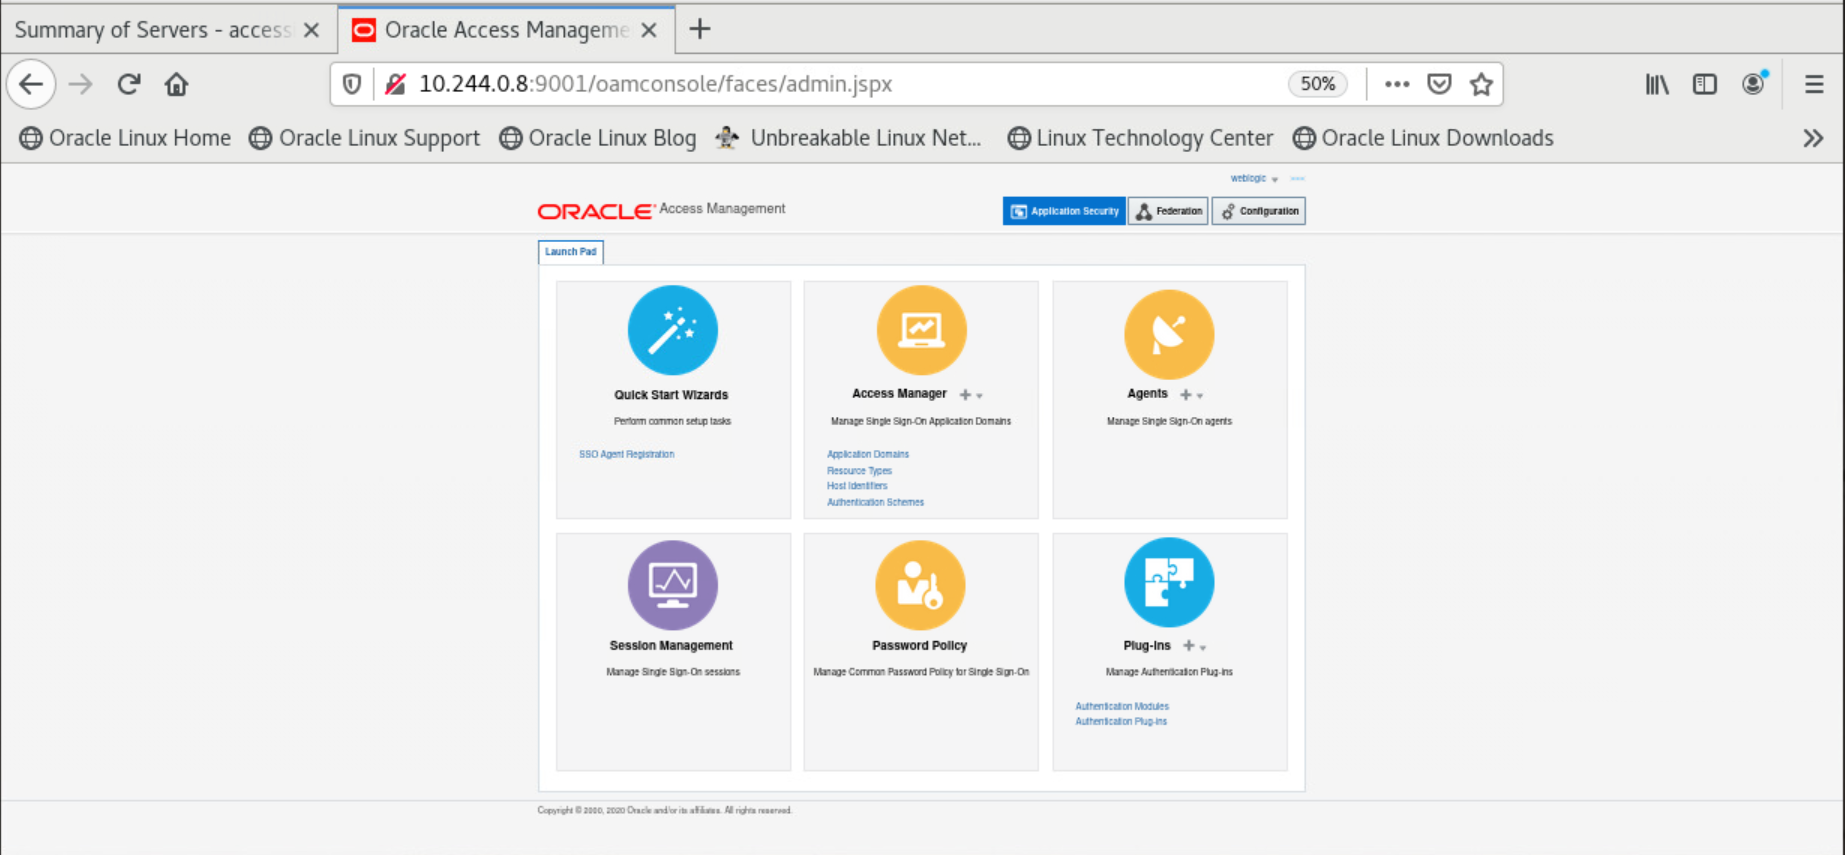 Summary of Servers - access
Oracle Access Manageme
10.244.0.8:9001/oamconsole/faces/admin.jspx
50%
Oracle Linux Home
Oracle Linux Support
Oracle Linux Blog
Unbreakable Linux Net...
Linux Technology Center
Oracle Linux Downloads
weblogic
ORACLE Access Management
Application Security
Federation
Configuration
Launch Pad
Quick Start Wizards
Perform common setup tasks
SSO Agent Registration
Access Manager
Manage Single Sign-On Application Domains
Application Domains
Resource Types
Host Identifiers
Authentication Schemes
Agents
Manage Single Sign-On agents
Session Management
Manage Single Sign-On sessions
Password Policy
Manage Common Password Policy for Single Sign-On
Plug-ins
Manage Authentication Plug-ins
Authentication Modules
Authentication Plug-ins
Copyright © 2000, 2020 Oracle and/or its affiliates. All rights reserved.